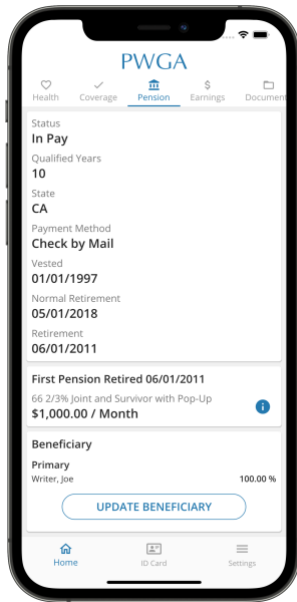 PWGA
Health
Coverage
Pension
Earnings
Document
Status
In Pay
Qualified Years
10
State
CA
Payment Method
Check by Mail
Vested
01/01/1997
Normal Retirement
05/01/2018
Retirement
06/01/2011
First Pension Retired 06/01/2011
66 2/3% Joint and Survivor with Pop-Up
$1,000.00 / Month
Beneficiary
Primary
Writer, Joe 100.00 %
UPDATE BENEFICIARY
Home
ID Card
Settings